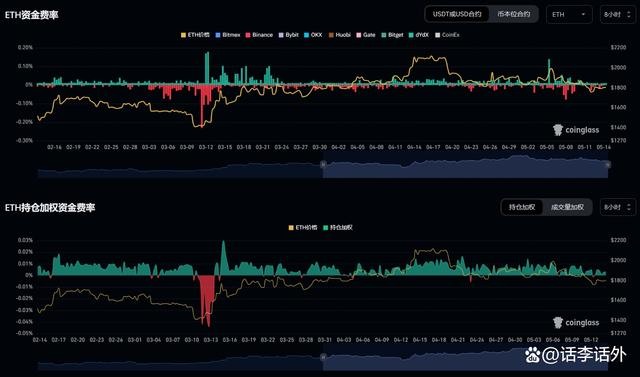 ETH资金费率
USDT或USD合约 币本位合约 ETH 8小时
ETH价格 Bitmex Binance Bybit OKX Huobi Gate Bitget dYdX CoinEx
0.20% $2200
0.10% $2000
0% $1800
-0.10% $1600
-0.20% $1400
-0.30% $1270
02-14 02-16 02-19 02-22 02-25 02-28 03-03 03-06 03-09 03-12 03-15 03-18 03-21 03-24 03-27 03-30 04-02 04-05 04-08 04-11 04-14 04-17 04-20 04-23 04-26 04-29 05-02 05-05 05-08 05-11 05-14
coinglass
ETH持仓加权资金费率
持仓加权 成交量加权 8小时
ETH价格 持仓加权
0.03% $2200
0.02%
0.01% $2000
0% $1800
-0.01%
-0.02% $1600
-0.03%
-0.04% $1400
-0.05% $1270
coinglass
02-14 02-16 02-19 02-22 02-25 02-28 03-04 03-07 03-10 03-13 03-16 03-19 03-22 03-25 03-28 03-31 04-03 04-06 04-09 04-12 04-15 04-18 04-21 04-24 04-27 04-30 05-03 05-06 05-09 05-12
@话李话外